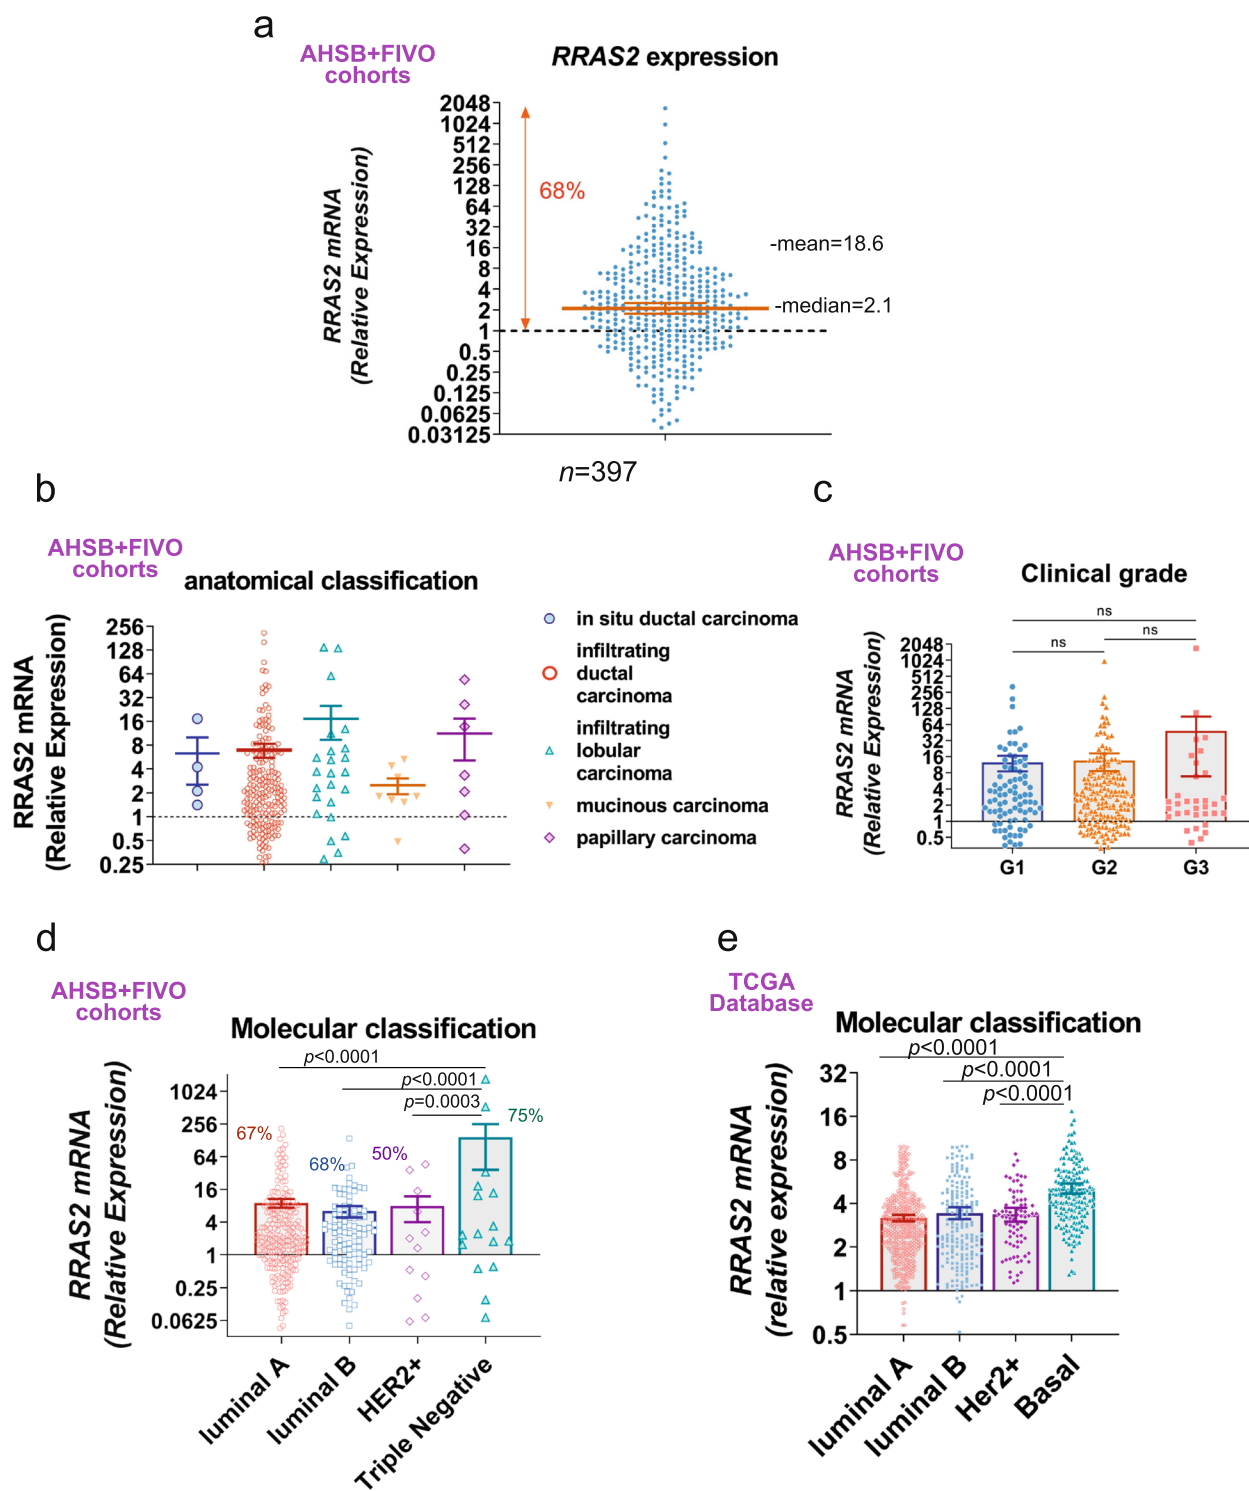 a
AHSB+FIVO
cohorts
RRAS2 expression
RRAS2 mRNA
(Relative Expression)
2048
1024
512
256
128
64
32
16
8
4
2
1
0.5
0.25
0.125
0.0625
0.03125
68%
-mean=18.6
-median=2.1
n=397
b
AHSB+FIVO
cohorts
anatomical classification
RRAS2 mRNA
(Relative Expression)
256
128
64
32
16
8
4
2
1
0.5
0.25
in situ ductal carcinoma
infiltrating
ductal
carcinoma
infiltrating
lobular
carcinoma
mucinous carcinoma
papillary carcinoma
c
AHSB+FIVO
cohorts
Clinical grade
RRAS2 mRNA
(Relative Expression)
2048
1024
512
256
128
64
32
16
8
4
2
1
0.5
ns
ns
ns
G1
G2
G3
d
AHSB+FIVO
cohorts
Molecular classification
RRAS2 mRNA
(Relative Expression)
1024
256
64
16
4
1
0.25
0.0625
p<0.0001
p<0.0001
p=0.0003
67%
68%
50%
75%
luminal A
luminal B
HER2+
Triple Negative
e
TCGA
Database
Molecular classification
RRAS2 mRNA
(relative expression)
32
16
8
4
2
1
0.5
p<0.0001
p<0.0001
p<0.0001
luminal A
luminal B
Her2+
Basal